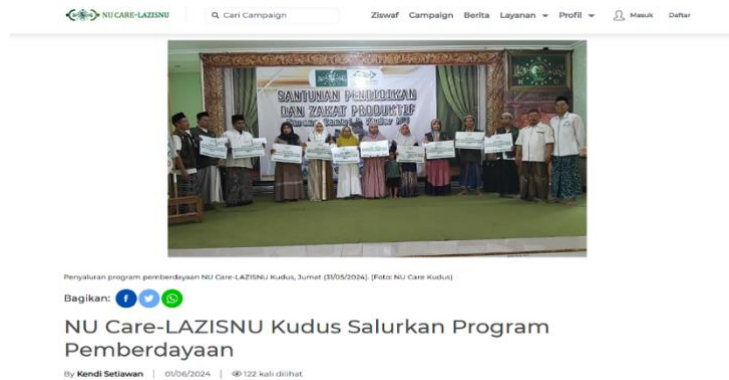 NU CARE-LAZISNU
Cari Campaign
Ziswaf Campaign Berita Layanan Profil Masuk Daftar
SANTUNAN PENDIDIKAN
DAN ZAKAT PRODUKTIF
Penyaluran program pemberdayaan NU Care-LAZISNU Kudus, Jumat (31/05/2024). (Foto: NU Care Kudus)
Bagikan:
NU Care-LAZISNU Kudus Salurkan Program
Pemberdayaan
By Kendi Setiawan | 01/06/2024 | 122 kali dilihat